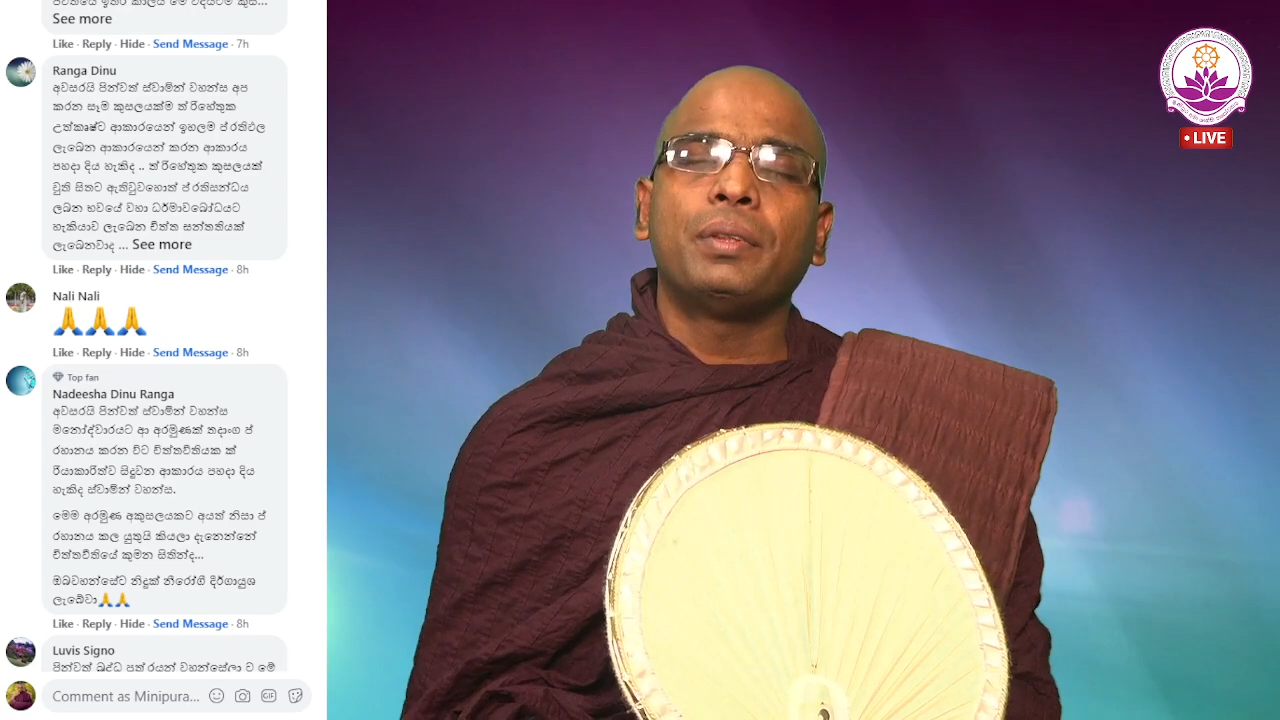 See more
Like · Reply · Hide · Send Message · 7h
Ranga Dinu
අවසරයි පින්වත් ස්වාමීන් වහන්ස අප
කරන සෑම කුසලයක්ම ත් රිහේතුක
උත්කෘෂ්ට ආකාරයෙන් ඉහලම ප් රතිඵල
ලැබෙන ආකාරයෙන් කරන ආකාරය
පහදා දිය හැකිද .. ත් රිහේතුක කුසලයක්
චුති සිතට ඇතිවුවහොත් ප් රතිසන්ධිය
ලබන භවයේ වහා ධර්මාවබෝධයට
හැකියාව ලැබෙන චිත්ත සන්තතියක්
ලැබෙනවාද ... See more
Like · Reply · Hide · Send Message · 8h
Nali Nali
🙏🙏🙏
Like · Reply · Hide · Send Message · 8h
Top fan
Nadeesha Dinu Ranga
අවසරයි පින්වත් ස්වාමින් වහන්ස
මනෝද්වාරයට ආ අරමුණක් තදාංග ප්
රහානය කරන විට චිත්තවීතියක ක්
රියාකාරීත්ව සිදුවන ආකාරය පහදා දිය
හැකිද ස්වාමින් වහන්ස.
මෙම අරමුණ අකුසලයකට අයත් නිසා ප්
රහානය කල යුතුයි කියලා දැනෙන්නේ
චිත්තවීතියේ කුමන සිතින්ද...
ඔබවහන්සේට නිදුක් නිරෝගි දිර්ගායුශ
ලැබේවා🙏🙏
Like · Reply · Hide · Send Message · 8h
Luvis Signo
Comment as Minipura...
GIF
LIVE